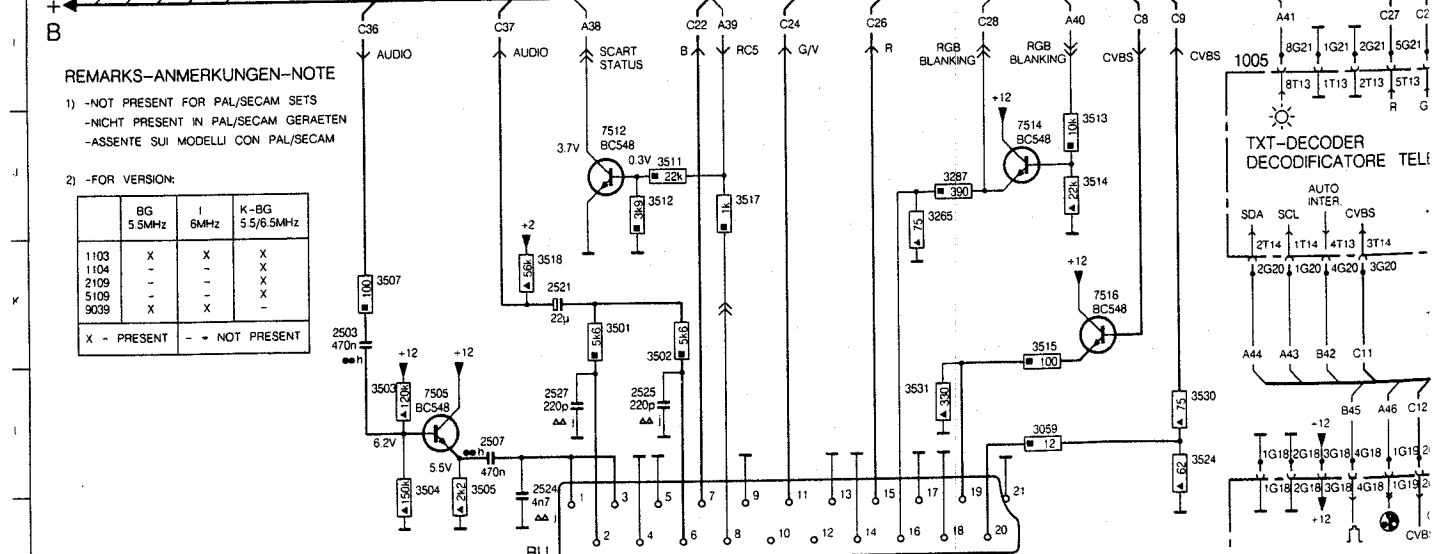 +
B
C36
C37
A38
C22
A39
C24
C26
C28
A40
C8
C9
A41
C27
AUDIO
AUDIO
SCART
STATUS
B
RC5
G/V
R
RGB
BLANKING
RGB
BLANKING
CVBS
CVBS
8G21
1G21
2G21
5G21
1005
8T13
1T13
2T13
5T13
R
G
REMARKS-ANMERKUNGEN-NOTE
1) -NOT PRESENT FOR PAL/SECAM SETS
-NICHT PRESENT IN PAL/SECAM GERAETEN
-ASSENTE SUI MODELLI CON PAL/SECAM
2) -FOR VERSION:
BG
5.5MHz
I
6MHz
K-BG
5.5/6.5MHz
1103 X X X
1104 - - X
2109 - - X
5109 - - X
9039 X X -
X - PRESENT
- - NOT PRESENT
7512
BC548
3.7V
0.3V
3511
22k
3512
3k9
3517
1k
+12
7514
BC548
3513
10k
3514
22k
3287
390
3265
75
TXT-DECODER
DECODIFICATORE TELE
AUTO
INTER.
SDA
SCL
CVBS
2T14
1T14
4T13
3T14
2G20
1G20
4G20
3G20
+2
3518
56k
2521
22µ
3507
100
2503
470n
h
3501
5k6
3502
5k6
+12
7516
BC548
3515
100
3531
330
3530
75
3059
12
3524
62
A44
A43
B42
C11
B45
A46
C12
+12
+12
3503
120k
7505
BC548
6.2V
5.5V
2507
h
470n
2527
220p
2525
220p
3504
150k
3505
2k2
2524
4n7
+12
1G18
2G18
3G18
4G18
1G19
1G18
2G18
3G18
4G18
1G19
+12
1
3
5
7
9
11
13
15
17
19
21
2
4
6
8
10
12
14
16
18
20